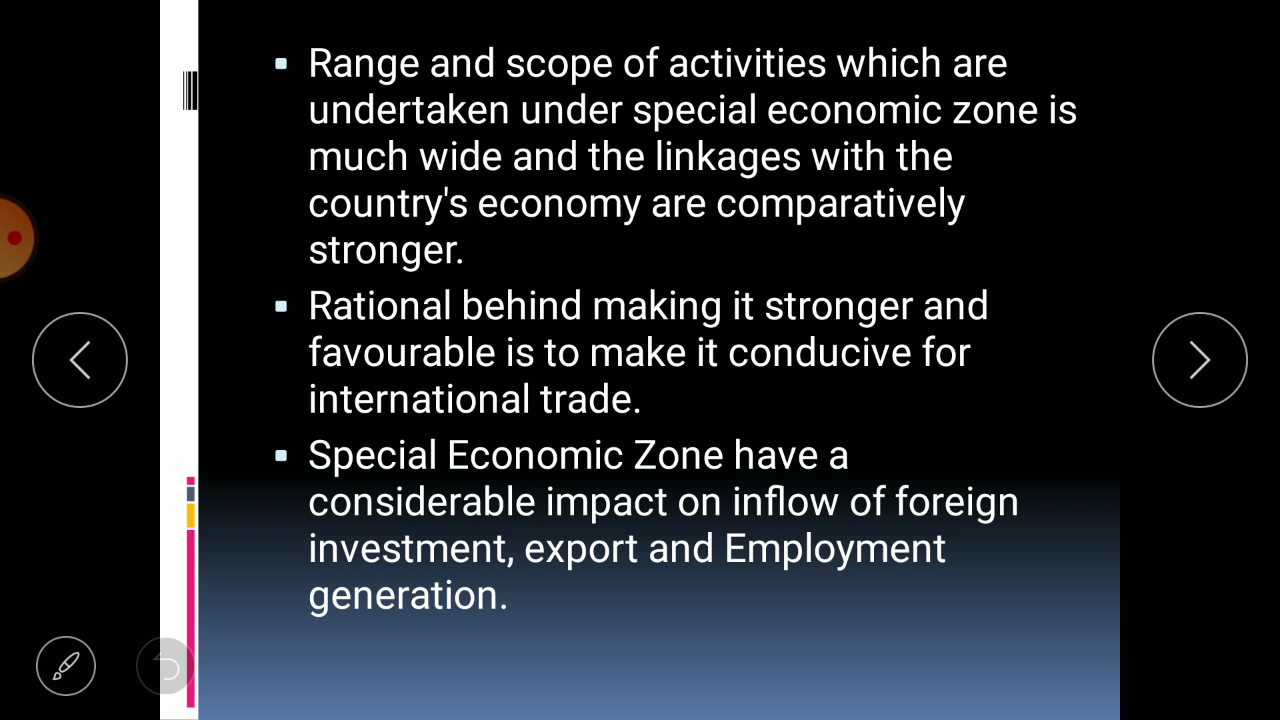 Range and scope of activities which are
undertaken under special economic zone is
much wide and the linkages with the
country's economy are comparatively
stronger.
Rational behind making it stronger and
favourable is to make it conducive for
international trade.
Special Economic Zone have a
considerable impact on inflow of foreign
investment, export and Employment
generation.